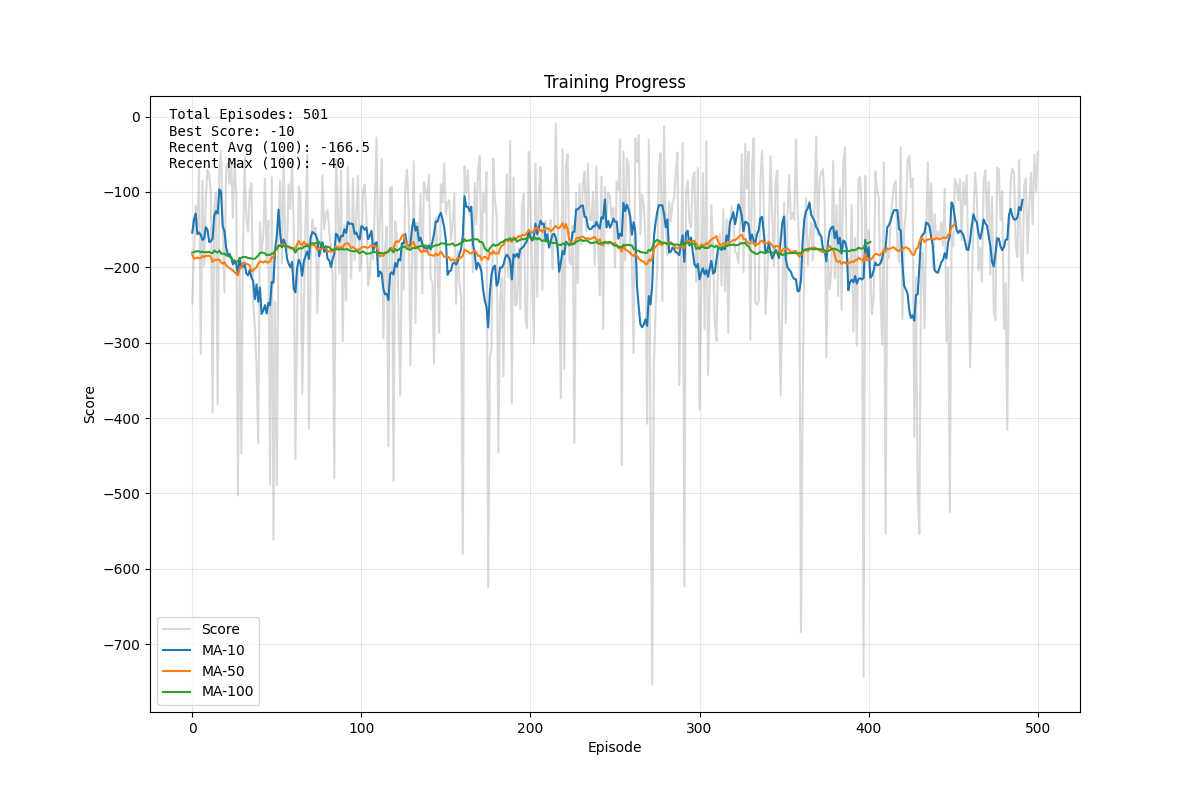 Training Progress
Total Episodes: 501
Best Score: -10
Recent Avg (100): -166.5
Recent Max (100): -40
0
−100
−200
−300
−400
−500
−600
−700
Score
Score
MA-10
MA-50
MA-100
0
100
200
300
400
500
Episode